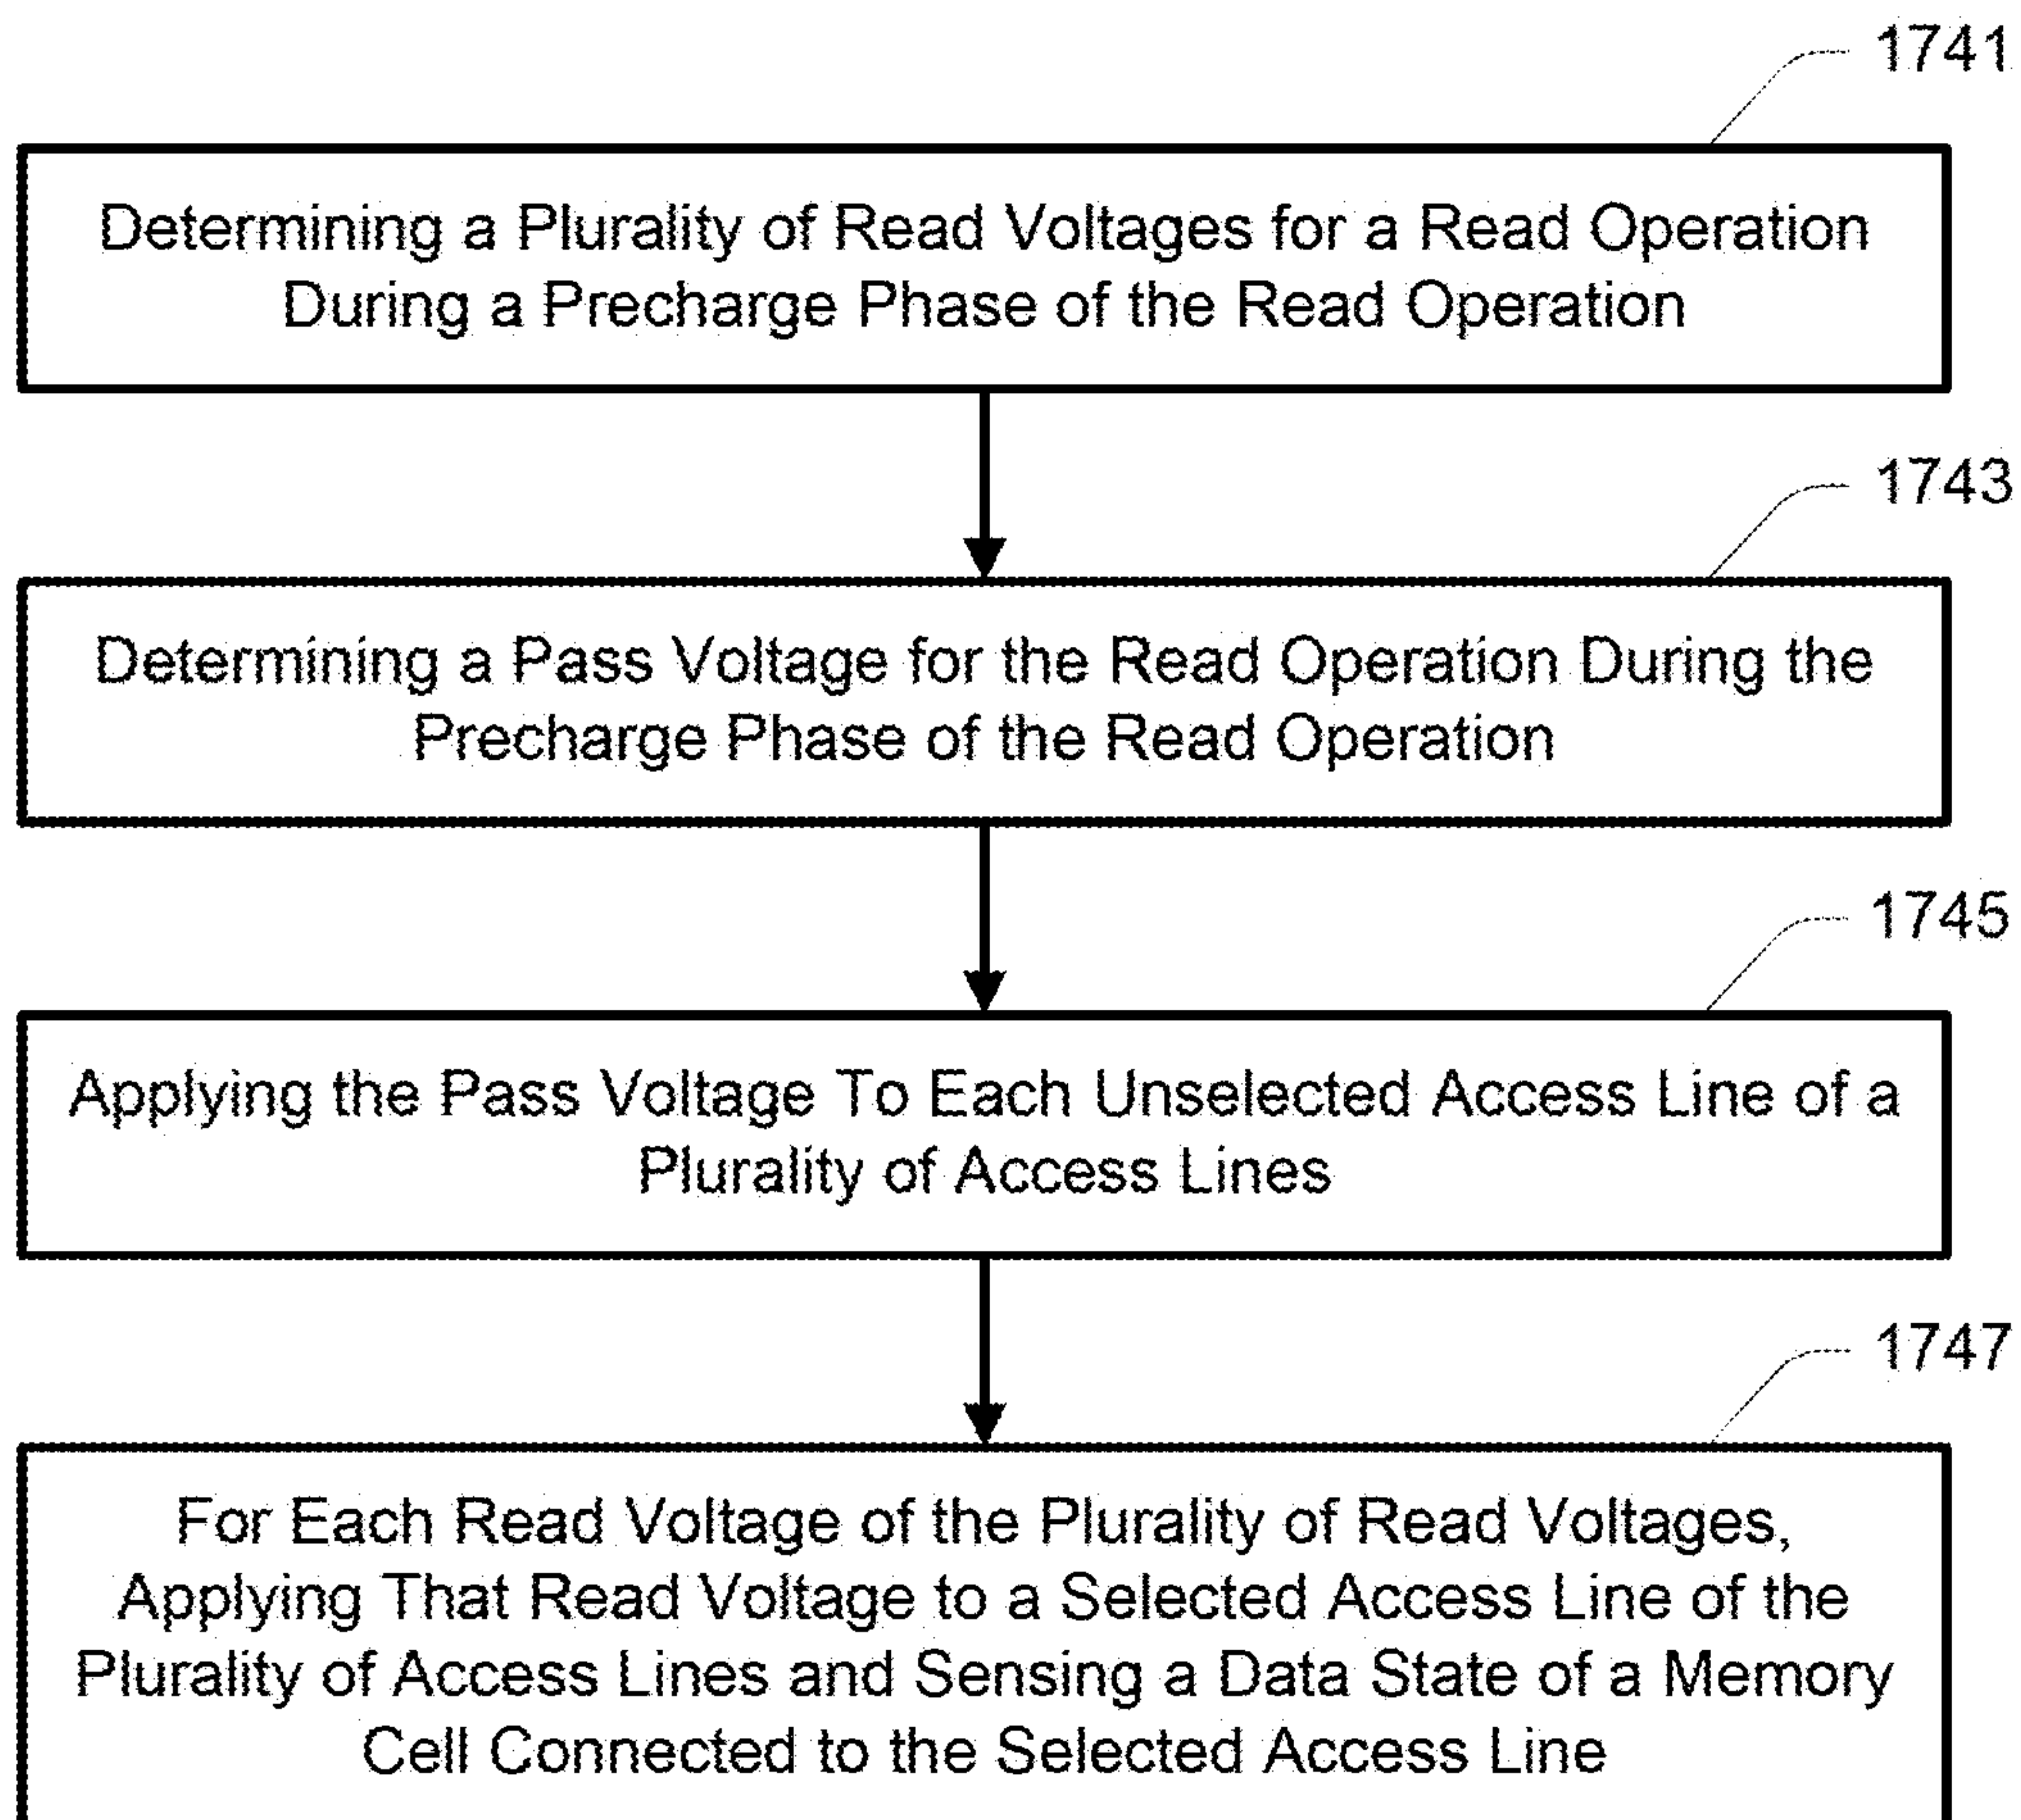 1741
Determining a Plurality of Read Voltages for a Read Operation
During a Precharge Phase of the Read Operation
1743
Determining a Pass Voltage for the Read Operation During the
Precharge Phase of the Read Operation
1745
Applying the Pass Voltage To Each Unselected Access Line of a
Plurality of Access Lines
1747
For Each Read Voltage of the Plurality of Read Voltages,
Applying That Read Voltage to a Selected Access Line of the
Plurality of Access Lines and Sensing a Data State of a Memory
Cell Connected to the Selected Access Line